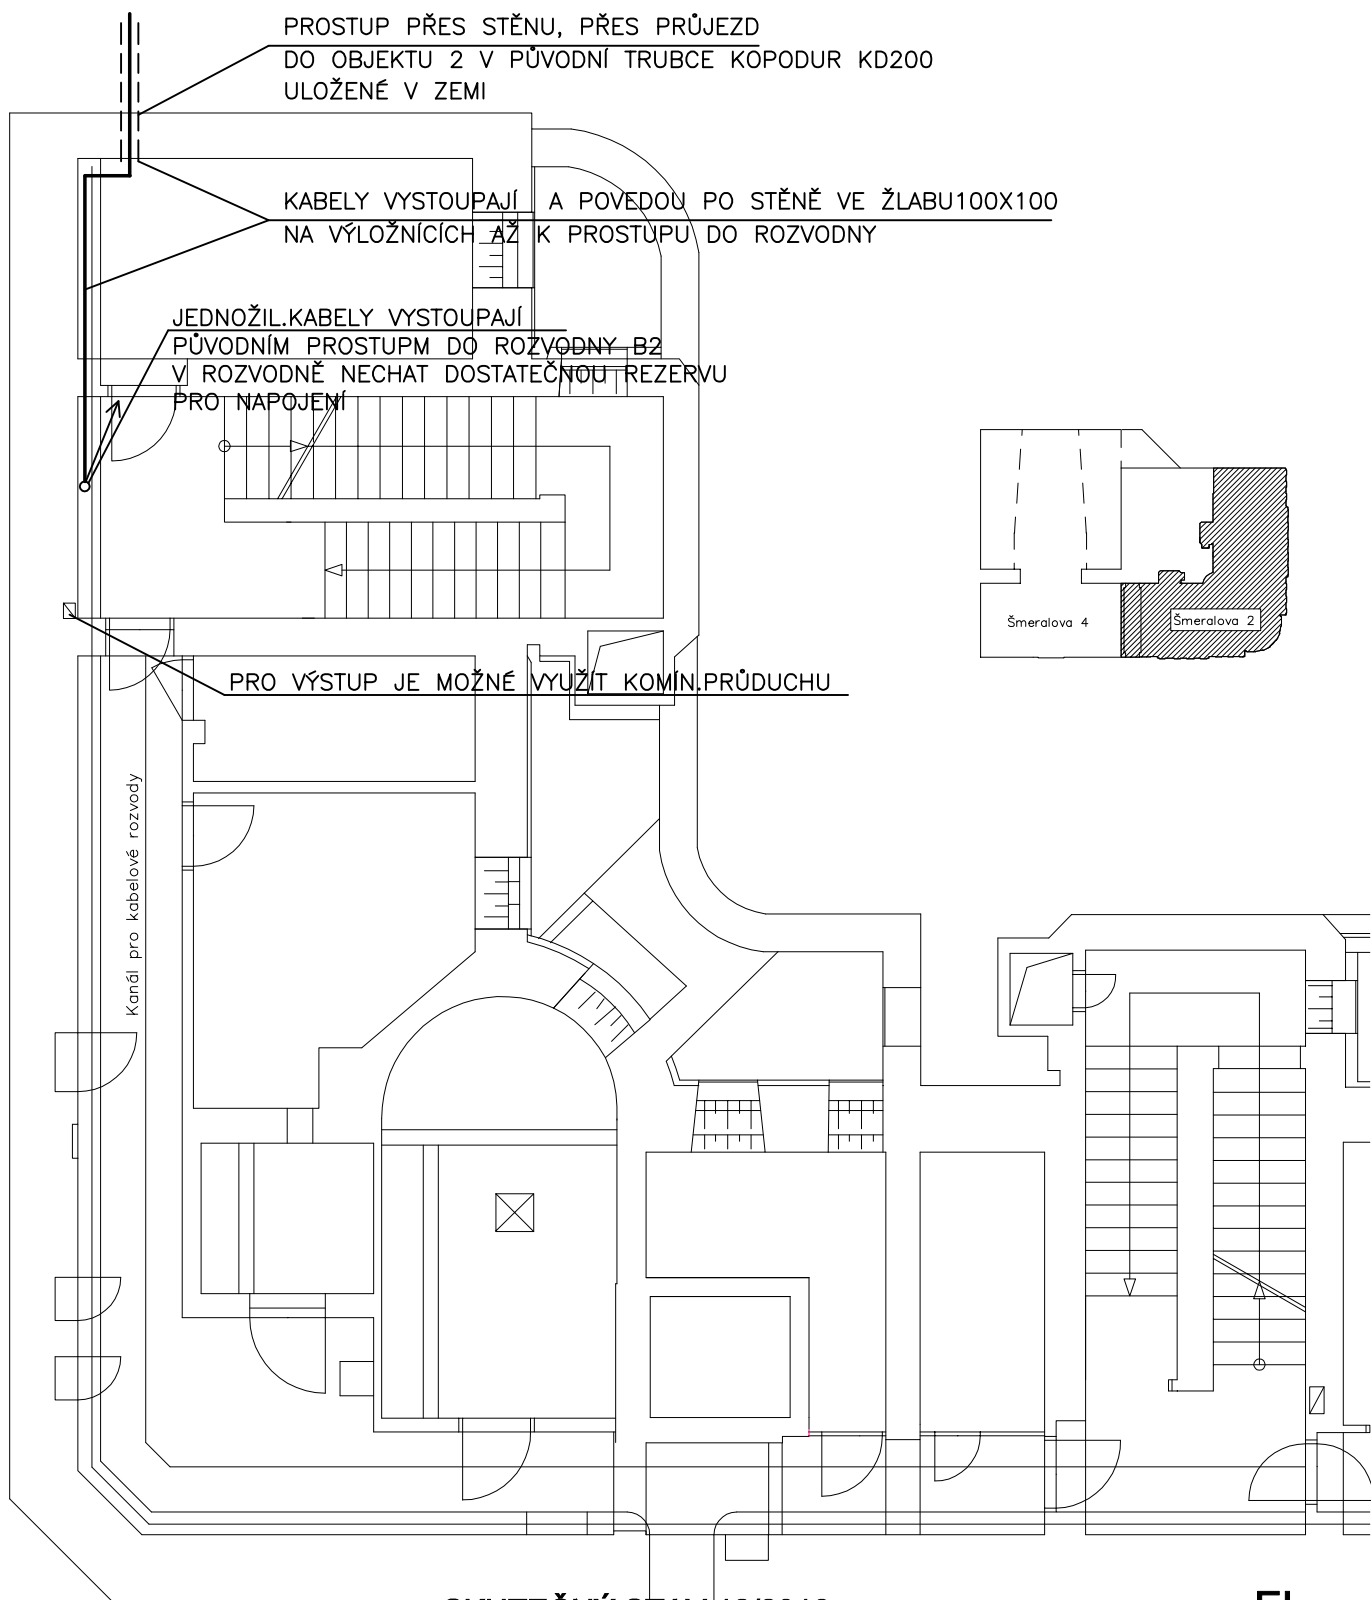 PROSTUP PŘES STĚNU, PŘES PRŮJEZD
DO OBJEKTU 2 V PŮVODNÍ TRUBCE KOPODUR KD200
ULOŽENÉ V ZEMI
KABELY VYSTOUPAJÍ A POVEDOU PO STĚNĚ VE ŽLABU100X100
NA VÝLOŽNÍCÍCH AŽ K PROSTUPU DO ROZVODNY
JEDNOŽIL.KABELY VYSTOUPAJÍ
PŮVODNÍM PROSTUPM DO ROZVODNY B2
V ROZVODNĚ NECHAT DOSTATEČNOU REZERVU
PRO NAPOJENÍ
Šmeralova 4
Šmeralova 2
PRO VÝSTUP JE MOŽNÉ VYUŽÍT KOMÍN.PRŮDUCHU
Kanál pro kabelové rozvody